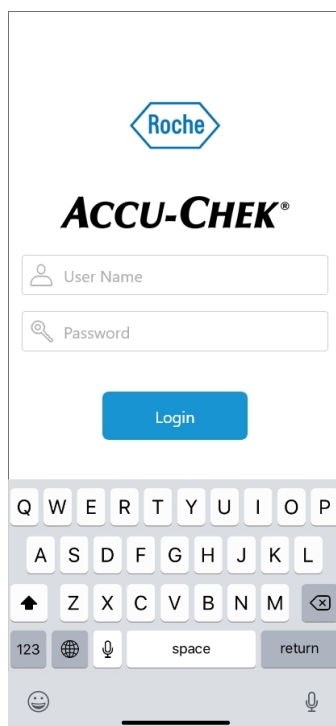 Roche
ACCU-CHEK®
User Name
Password
Login
Q W E R T Y U I O P
A S D F G H J K L
Z X C V B N M
123 space return